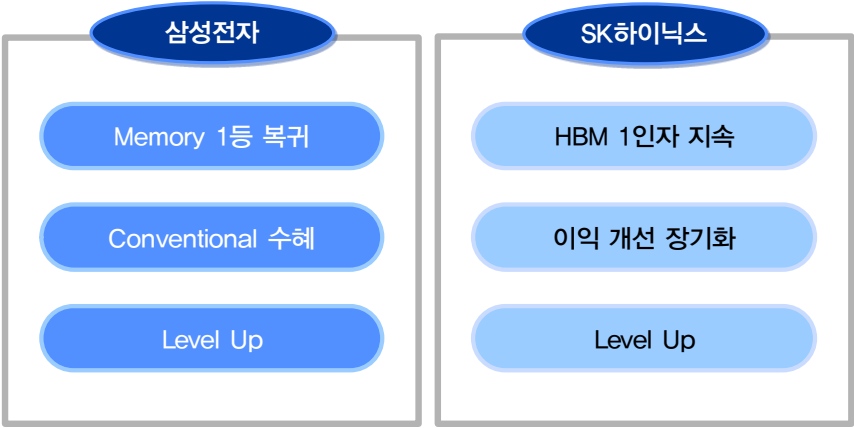 삼성전자
Memory 1등 복귀
Conventional 수혜
Level Up
SK하이닉스
HBM 1인자 지속
이익 개선 장기화
Level Up